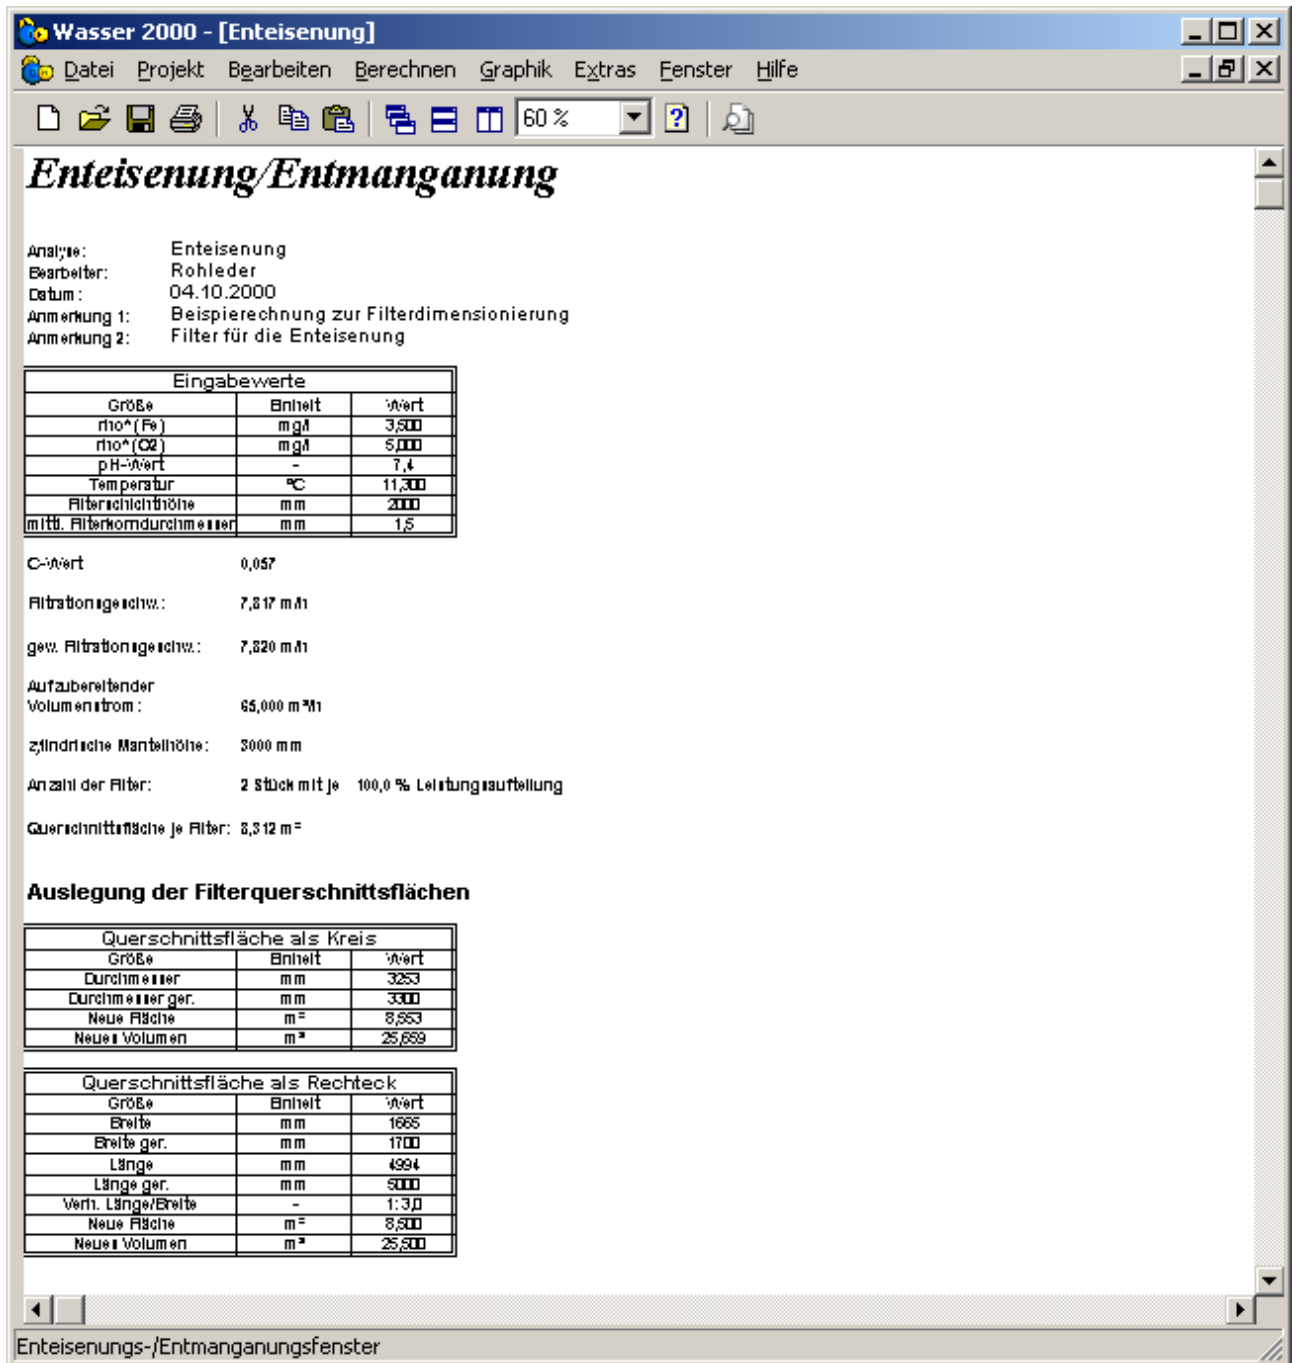 Wasser 2000 - [Enteisenung]
Datei Projekt Bearbeiten Berechnen Graphik Extras Fenster Hilfe
60 %
Enteisenung/Entmanganung
Analyse: Enteisenung
Bearbeiter: Rohleder
Datum: 04.10.2000
Anmerkung 1: Beispierechnung zur Filterdimensionierung
Anmerkung 2: Filter für die Enteisenung
Eingabewerte
Größe Einheit Wert
rho*(Fe) mg/l 3,500
rho*(O2) mg/l 5,000
pH-Wert - 7,4
Temperatur °C 11,300
Filterschichthöhe mm 2000
mittl. Filterkorndurchmesser mm 1,5
C-Wert 0,057
Filtrationsgeschw.: 7,817 m/h
gew. Filtrationsgeschw.: 7,820 m/h
Aufzubereitender
Volumenstrom: 65,000 m³/h
zylindrische Mantelhöhe: 3000 mm
Anzahl der Filter: 2 Stück mit je 100,0 % Leistungsaufteilung
Querschnittsfläche je Filter: 8,312 m²
Auslegung der Filterquerschnittsflächen
Querschnittsfläche als Kreis
Größe Einheit Wert
Durchmesser mm 3253
Durchmesser ger. mm 3300
Neue Fläche m² 8,553
Neues Volumen m³ 25,659
Querschnittsfläche als Rechteck
Größe Einheit Wert
Breite mm 1665
Breite ger. mm 1700
Länge mm 4994
Länge ger. mm 5000
Verh. Länge/Breite - 1:3,0
Neue Fläche m² 8,500
Neues Volumen m³ 25,500
Enteisenungs-/Entmanganungsfenster